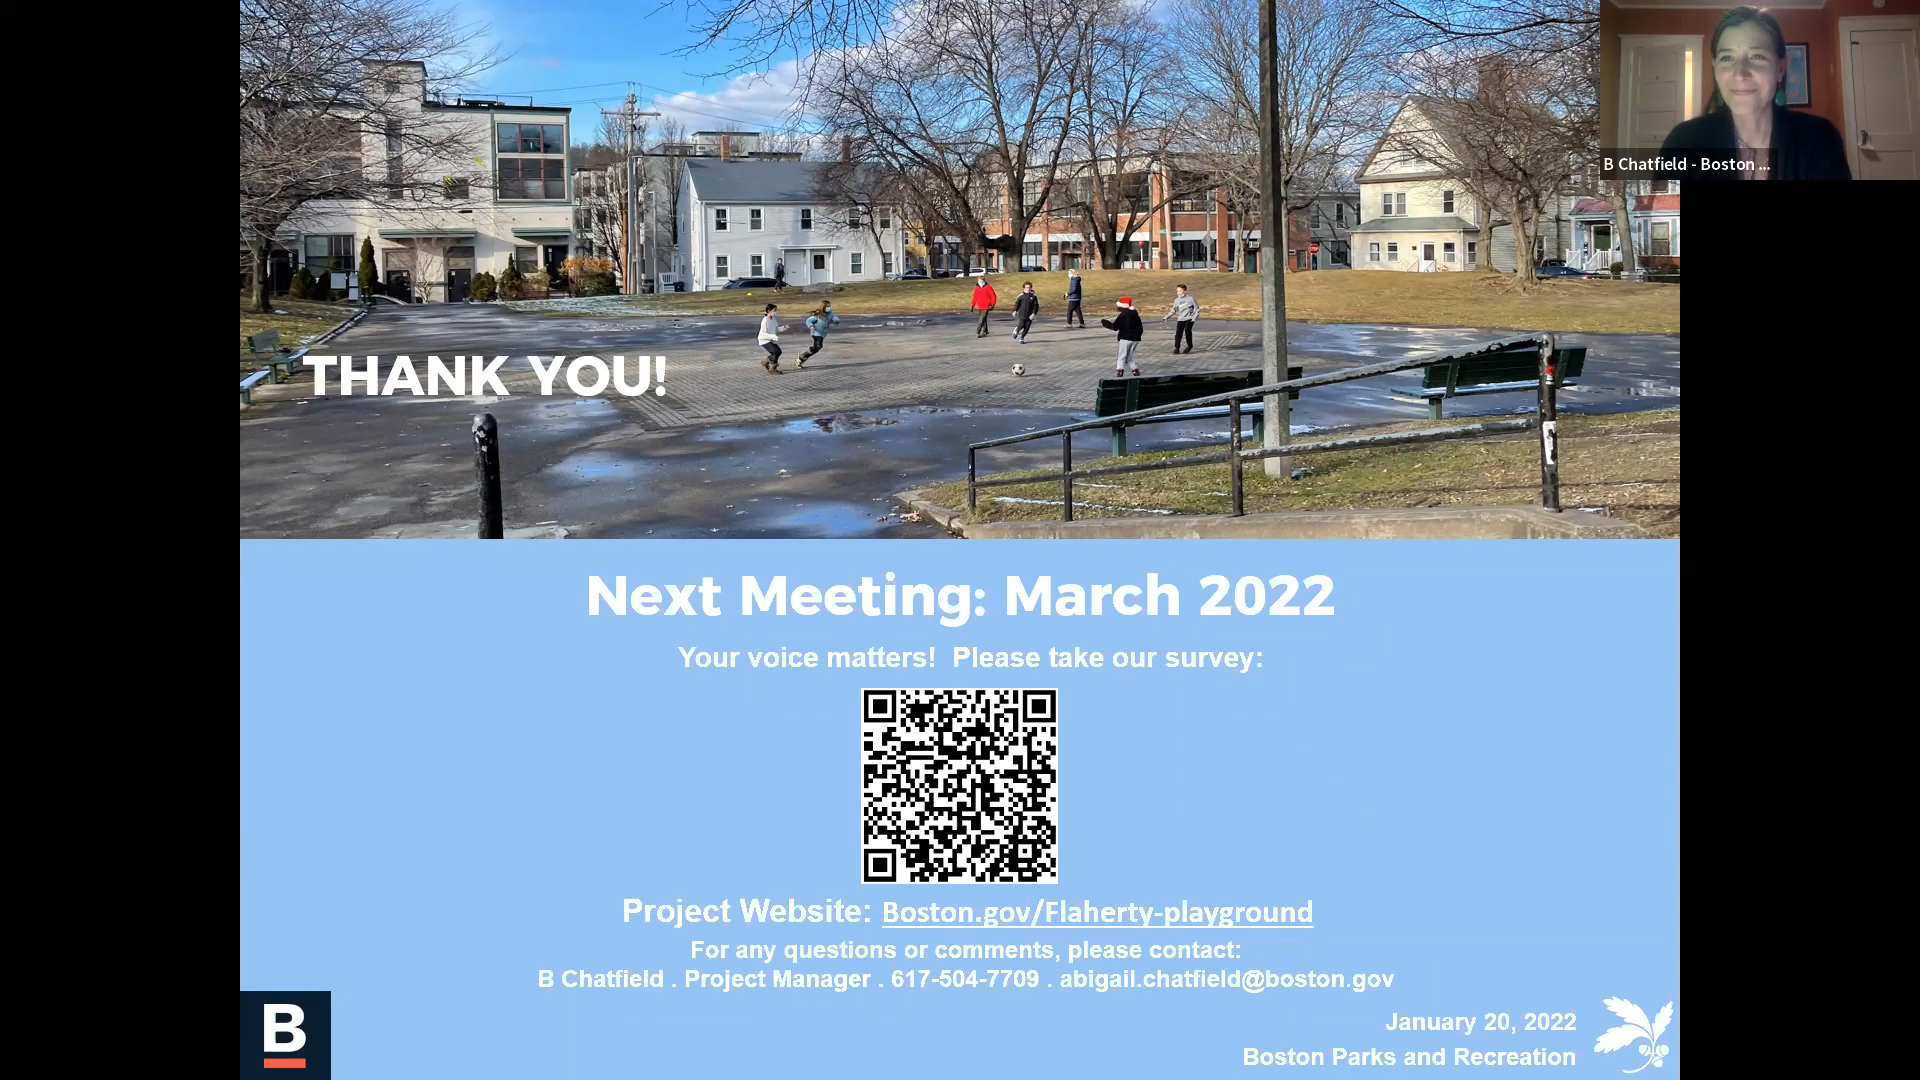 B Chatfield - Boston ...
THANK YOU!
Next Meeting: March 2022
Your voice matters!  Please take our survey:
Project Website: Boston.gov/Flaherty-playground
For any questions or comments, please contact:
B Chatfield . Project Manager . 617-504-7709 . abigail.chatfield@boston.gov
B
January 20, 2022
Boston Parks and Recreation